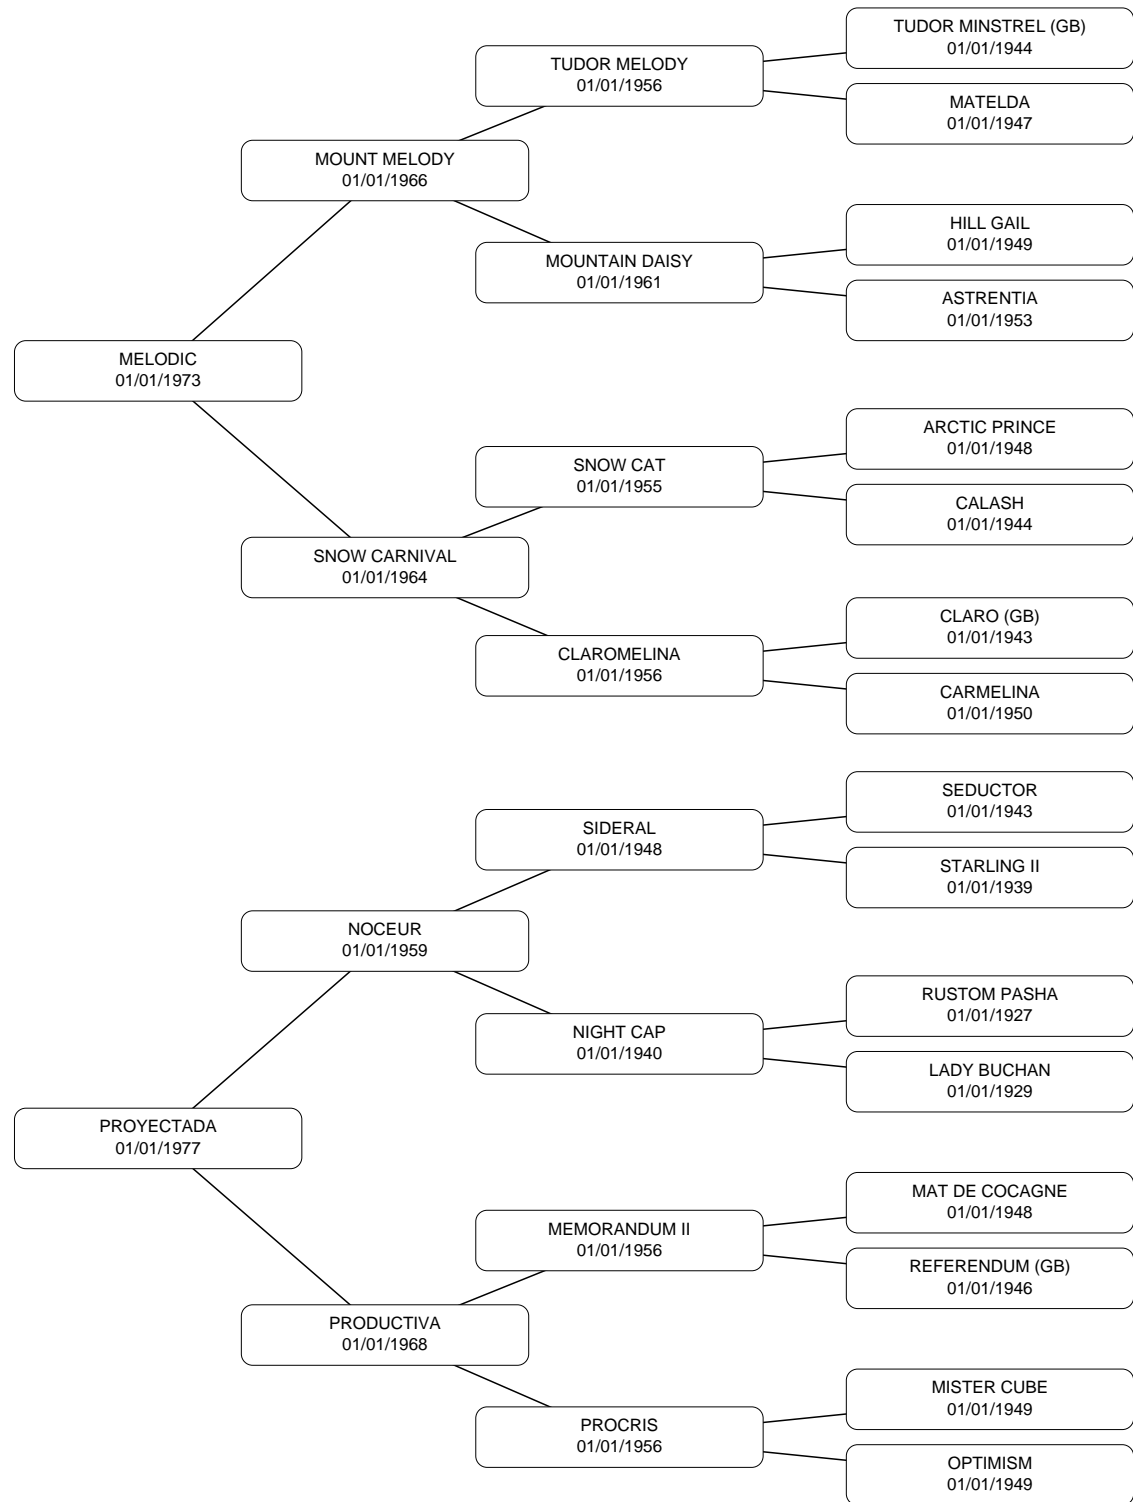 TUDOR MINSTREL (GB)
01/01/1944
TUDOR MELODY
01/01/1956
MATELDA
01/01/1947
MOUNT MELODY
01/01/1966
HILL GAIL
01/01/1949
MOUNTAIN DAISY
01/01/1961
ASTRENTIA
01/01/1953
MELODIC
01/01/1973
ARCTIC PRINCE
01/01/1948
SNOW CAT
01/01/1955
CALASH
01/01/1944
SNOW CARNIVAL
01/01/1964
CLARO (GB)
01/01/1943
CLAROMELINA
01/01/1956
CARMELINA
01/01/1950
SEDUCTOR
01/01/1943
SIDERAL
01/01/1948
STARLING II
01/01/1939
NOCEUR
01/01/1959
RUSTOM PASHA
01/01/1927
NIGHT CAP
01/01/1940
LADY BUCHAN
01/01/1929
PROYECTADA
01/01/1977
MAT DE COCAGNE
01/01/1948
MEMORANDUM II
01/01/1956
REFERENDUM (GB)
01/01/1946
PRODUCTIVA
01/01/1968
MISTER CUBE
01/01/1949
PROCRIS
01/01/1956
OPTIMISM
01/01/1949